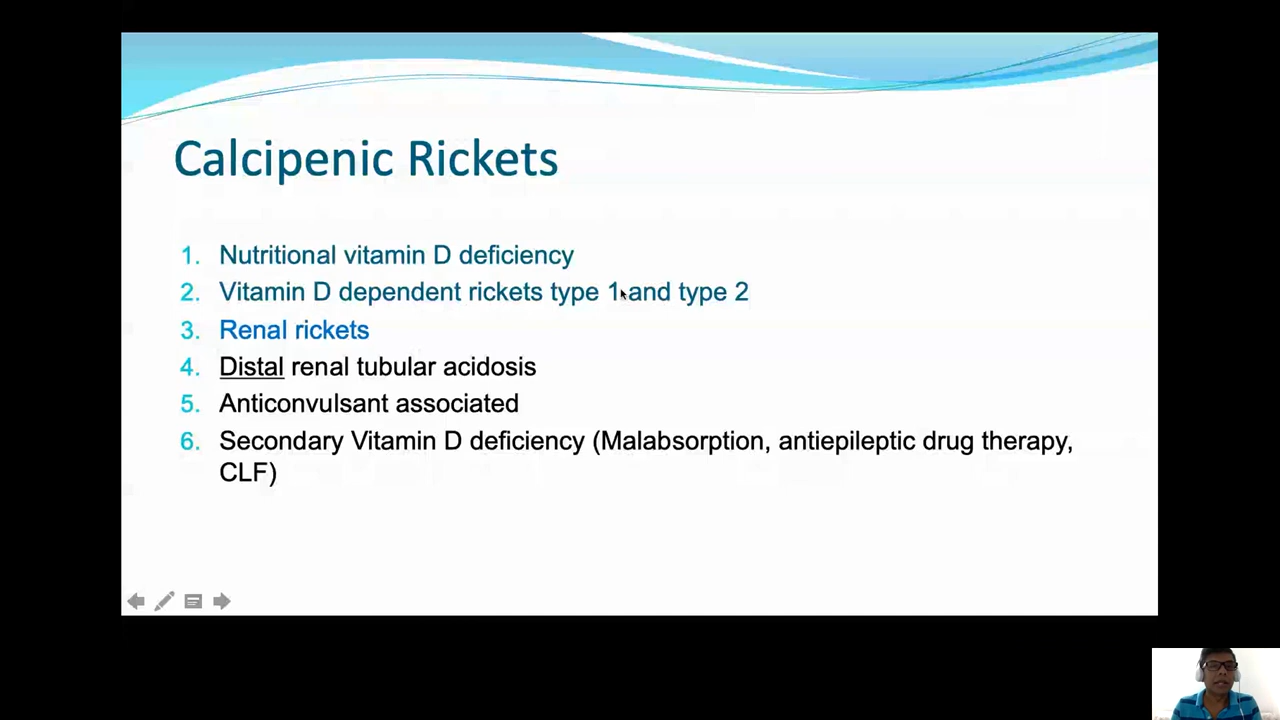 Calcipenic Rickets
1. Nutritional vitamin D deficiency
2. Vitamin D dependent rickets type 1 and type 2
3. Renal rickets
4. Distal renal tubular acidosis
5. Anticonvulsant associated
6. Secondary Vitamin D deficiency (Malabsorption, antiepileptic drug therapy,
CLF)